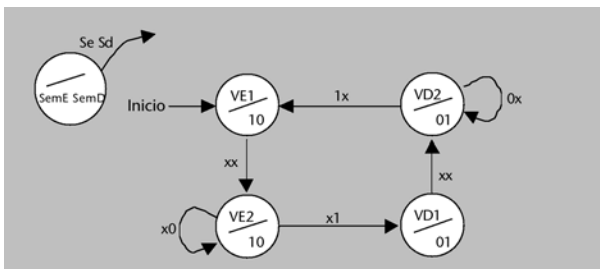 Se Sd
SemE SemD
Inicio
VE1
10
1x
VD2
01
0x
xx
xx
VE2
10
x0
x1
VD1
01